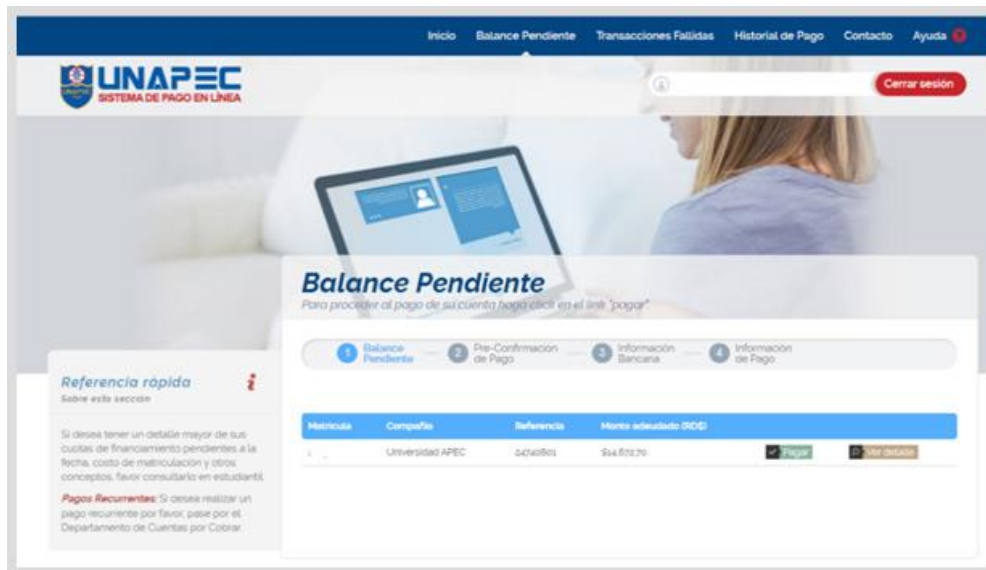 Inicio Balance Pendiente Transacciones Fallidas Historial de Pago Contacto Ayuda
UNAPEC
SISTEMA DE PAGO EN LÍNEA
Cerrar sesión
Balance Pendiente
Para proceder al pago de su cuenta haga click en el link "pagar".
1 Balance Pendiente
2 Pre-Confirmación de Pago
3 Información Bancaria
4 Información de Pago
Referencia rápida
Sobre esta sección
Si desea tener un detalle mayor de sus
cuotas de financiamiento pendientes a la
fecha, costo de matriculación y otros
conceptos, favor consultarlo en estudiantil.
Pagos Recurrentes: Si desea realizar un
pago recurrente por favor, pase por el
Departamento de Cuentas por Cobrar.
Matrícula Compañía Referencia Monto adeudado (RD$)
Universidad APEC 24740801 $14,672.70 Pagar Ver detalle